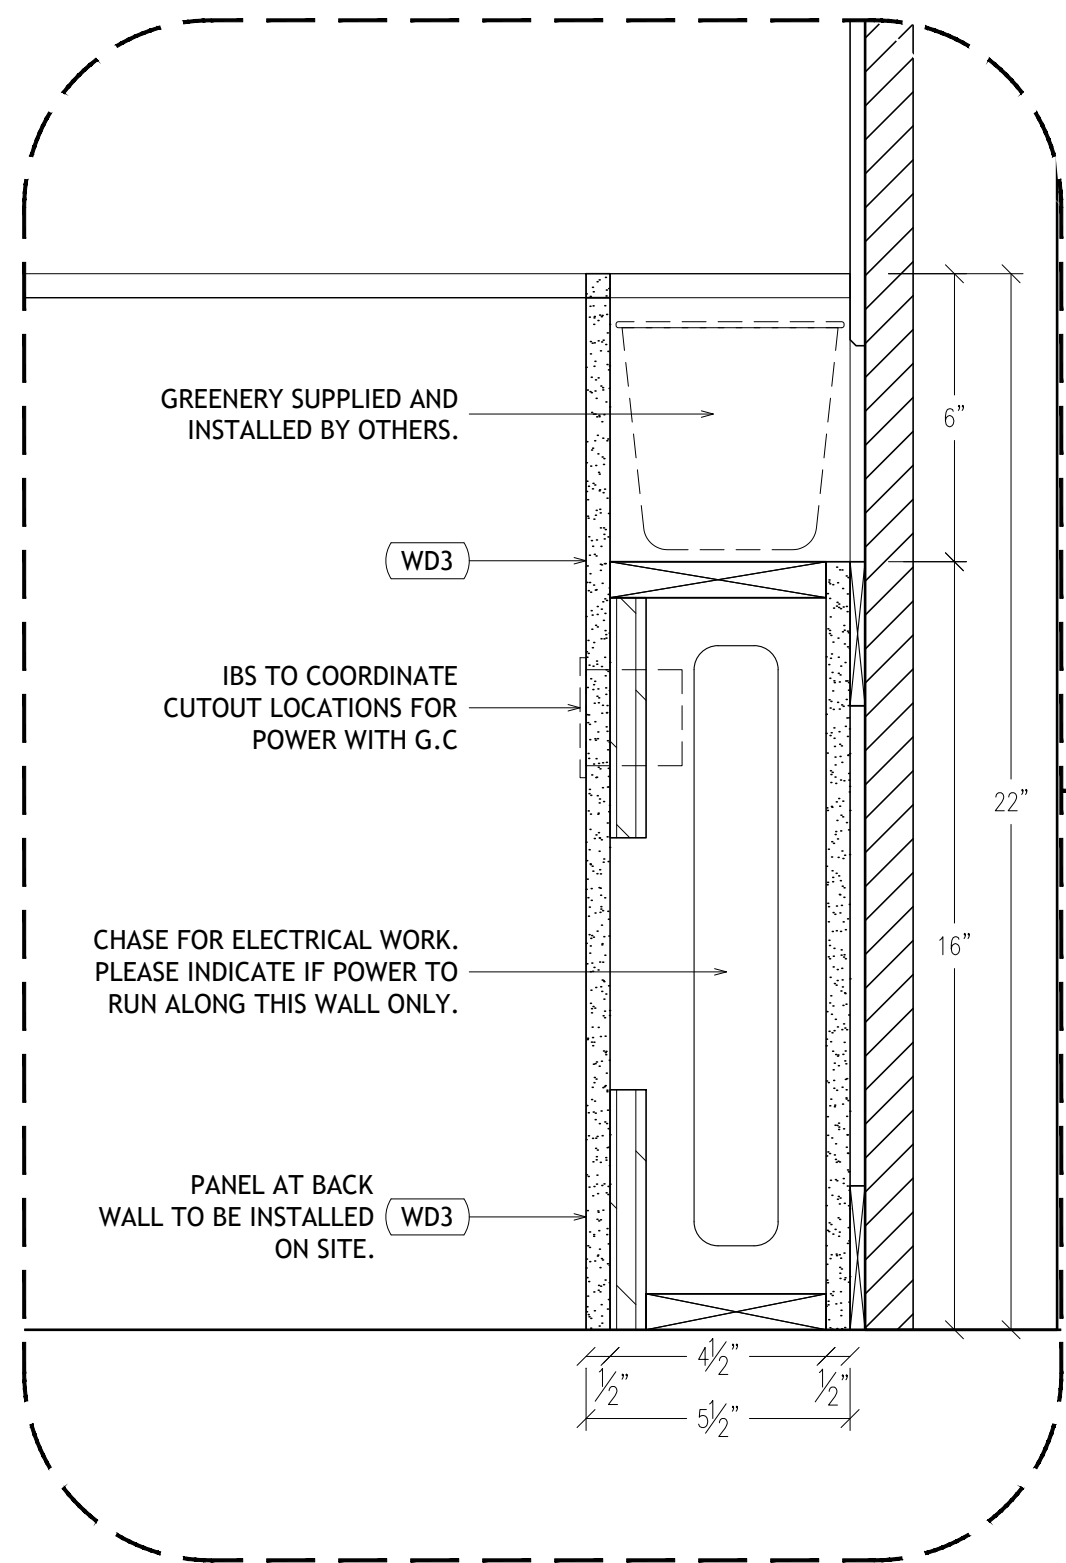 GREENERY SUPPLIED AND
INSTALLED BY OTHERS.
6”
WD3
IBS TO COORDINATE
CUTOUT LOCATIONS FOR
POWER WITH G.C
22”
CHASE FOR ELECTRICAL WORK.
PLEASE INDICATE IF POWER TO
RUN ALONG THIS WALL ONLY.
16”
PANEL AT BACK
WALL TO BE INSTALLED
ON SITE.
WD3
4½”
½”
½”
5½”